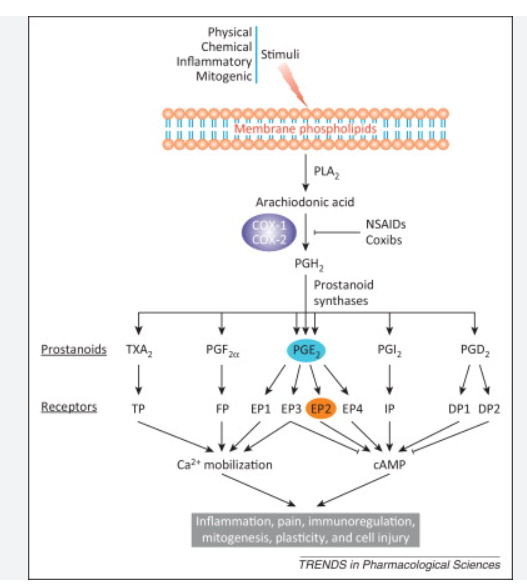 Physical
Chemical
Inflammatory
Mitogenic
Stimuli
Membrane phospholipids
PLA₂
Arachidonic acid
COX-1
COX-2
NSAIDs
Coxibs
PGH₂
Prostanoid
synthases
Prostanoids TXA₂ PGF₂α PGE₂ PGI₂ PGD₂
Receptors TP FP EP1 EP3 EP2 EP4 IP DP1 DP2
Ca²⁺ mobilization cAMP
Inflammation, pain, immunoregulation,
mitogenesis, plasticity, and cell injury
TRENDS in Pharmacological Sciences